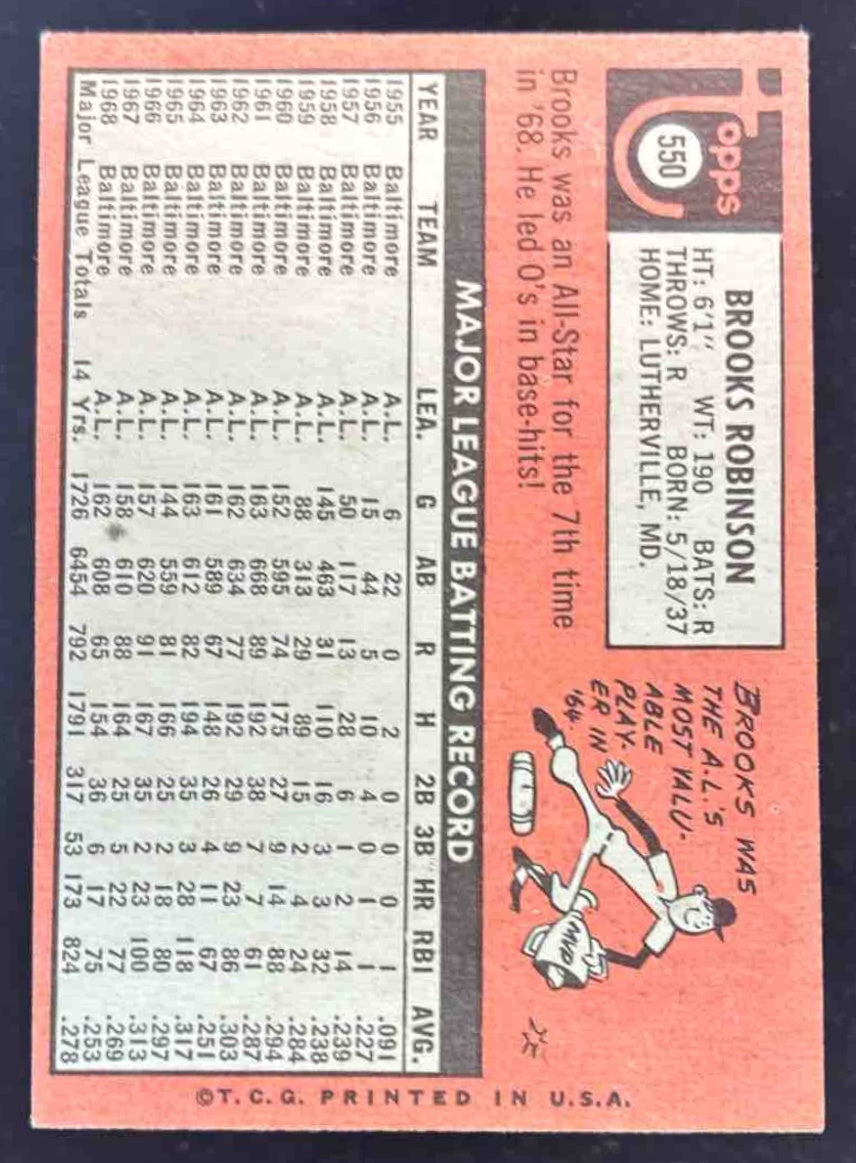 Topps
550
BROOKS ROBINSON
HT: 6'1" WT: 190 BATS: R
THROWS: R BORN: 5/18/37
HOME: LUTHERVILLE, MD.
Brooks was an All-Star for the 7th time
in '68. He led O's in base-hits!
BROOKS WAS
THE A.L.'S
MOST VALU-
ABLE
PLAY-
ER IN
'64.
MVP
MAJOR LEAGUE BATTING RECORD
YEAR TEAM LEA. G AB R H 2B 3B HR RBI AVG.
1955 Baltimore A.L. 6 22 0 2 0 0 0 1 .091
1956 Baltimore A.L. 15 44 5 10 4 0 1 1 .227
1957 Baltimore A.L. 50 117 13 28 6 1 2 14 .239
1958 Baltimore A.L. 145 463 31 110 16 3 3 32 .238
1959 Baltimore A.L. 88 313 29 89 15 2 4 24 .284
1960 Baltimore A.L. 152 595 74 175 27 9 14 88 .294
1961 Baltimore A.L. 163 668 89 192 38 7 7 61 .287
1962 Baltimore A.L. 162 634 77 192 29 9 23 86 .303
1963 Baltimore A.L. 161 589 67 148 26 4 11 67 .251
1964 Baltimore A.L. 163 612 82 194 35 3 28 118 .317
1965 Baltimore A.L. 144 559 81 166 25 2 18 80 .297
1966 Baltimore A.L. 157 620 91 167 35 2 23 100 .313
1967 Baltimore A.L. 158 610 88 164 25 5 22 77 .269
1968 Baltimore A.L. 162 608 65 154 36 6 17 75 .253
Major League Totals 14 Yrs. 1726 6454 792 1791 317 53 173 824 .278
©T.C.G. PRINTED IN U.S.A.